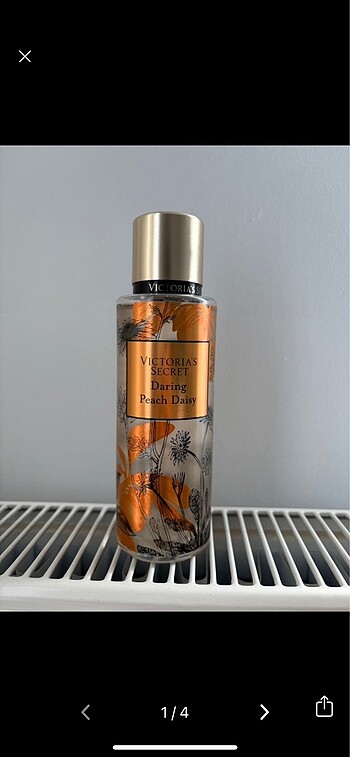 VICTORIA'S S
VICTORIA'S
SECRET
Daring
Peach Daisy
1/4